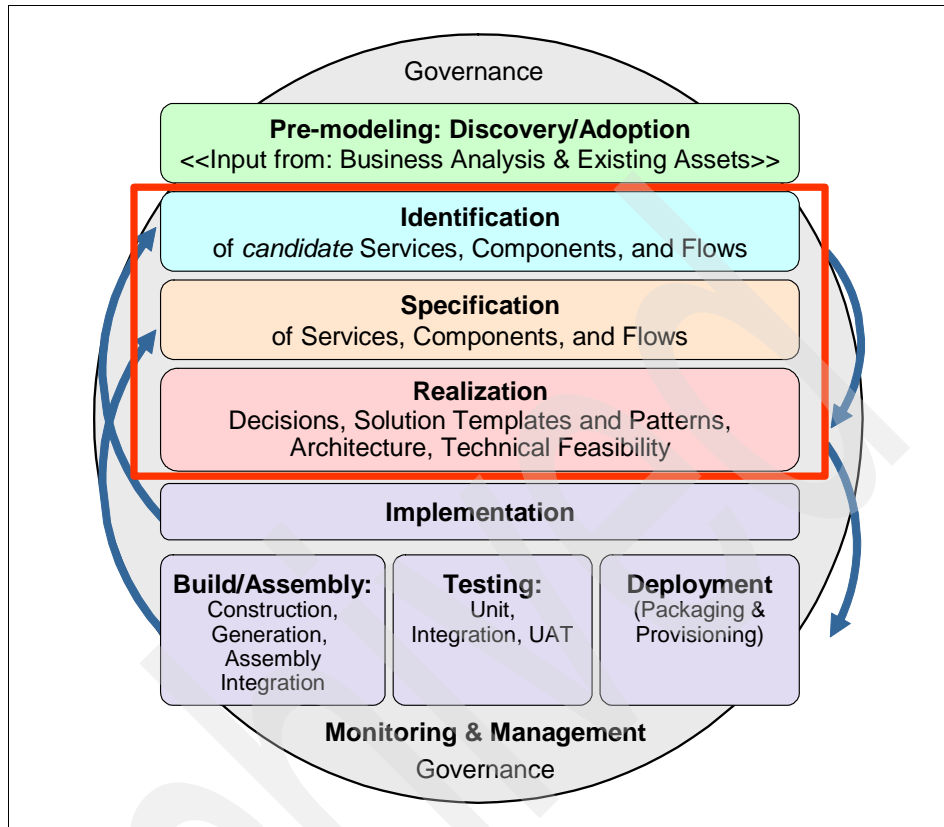 Governance
Pre-modeling: Discovery/Adoption
<<Input from: Business Analysis & Existing Assets>>
Identification
of candidate Services, Components, and Flows
Specification
of Services, Components, and Flows
Realization
Decisions, Solution Templates and Patterns,
Architecture, Technical Feasibility
Implementation
Build/Assembly:
Construction,
Generation,
Assembly
Integration
Testing:
Unit,
Integration, UAT
Deployment
(Packaging &
Provisioning)
Monitoring & Management
Governance